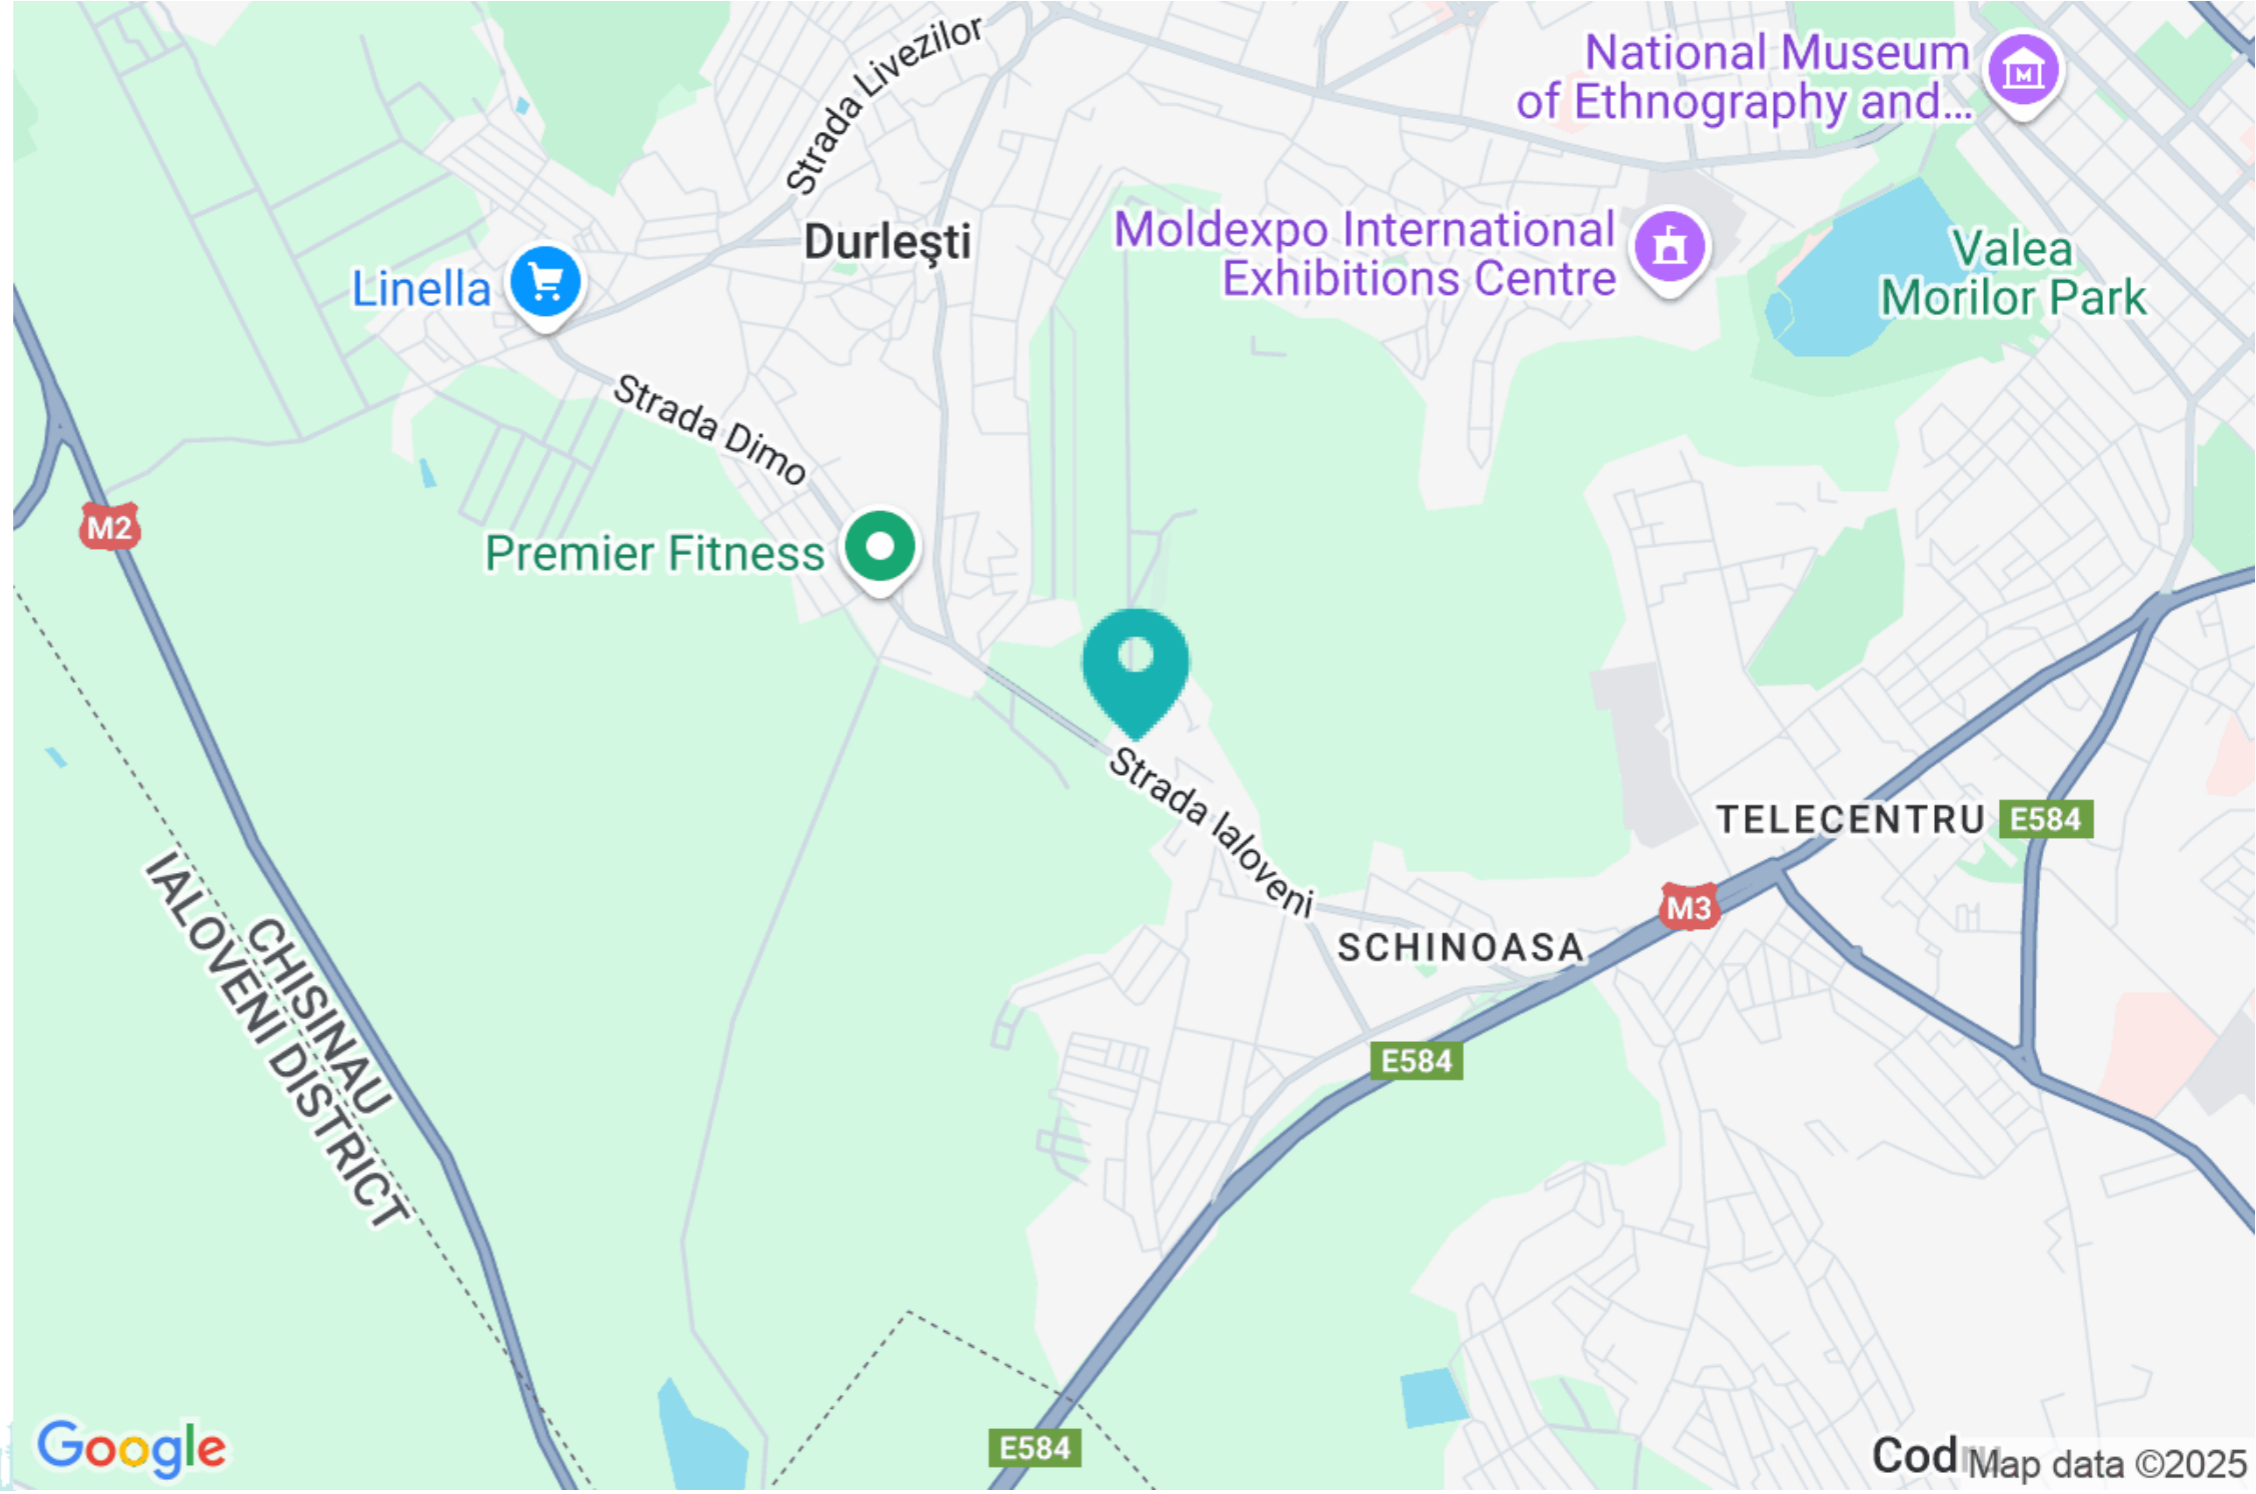 Strada Livezilor
National Museum
of Ethnography and...
Durleşti
Moldexpo International
Exhibitions Centre
Valea
Morilor Park
Linella
Strada Dimo
M2
Premier Fitness
Strada Ialoveni
TELECENTRU
E584
M3
SCHINOASA
CHISINAU
IALOVENI DISTRICT
E584
E584
Google
Cod
Map data ©2025